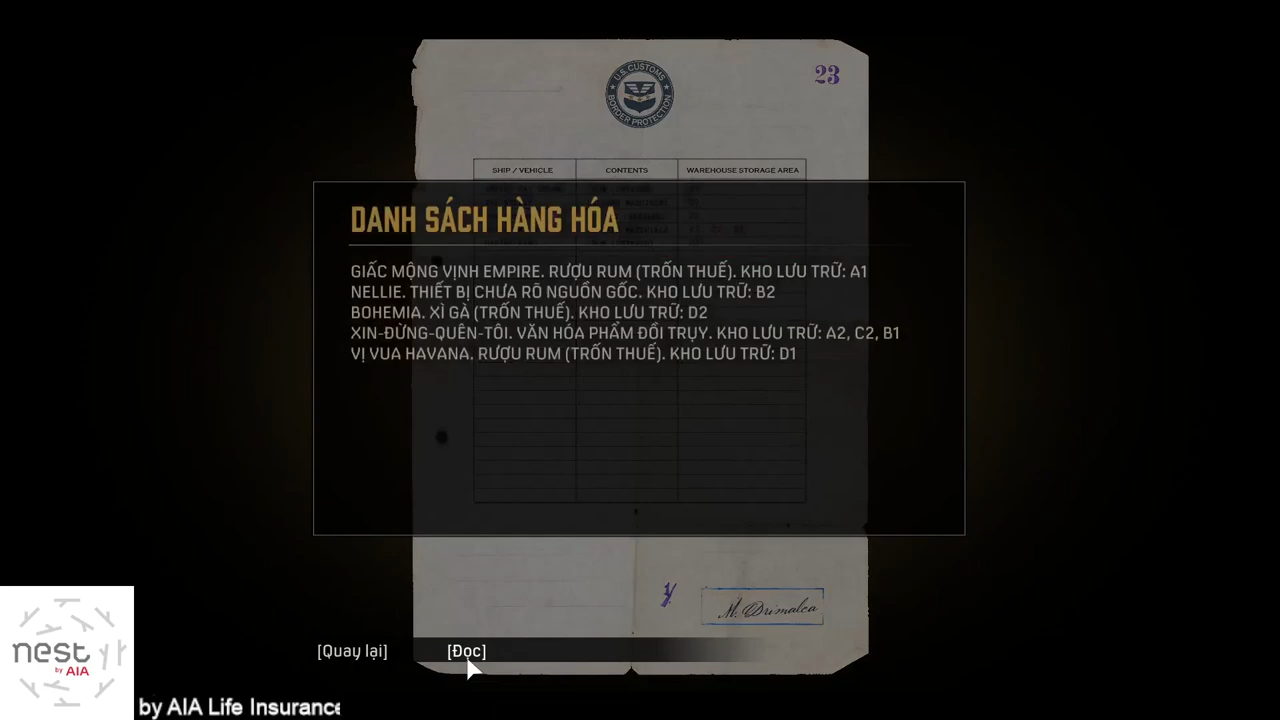 U.S. CUSTOMS
BORDER PROTECTION
23
SHIP / VEHICLE CONTENTS WAREHOUSE STORAGE AREA
DANH SÁCH HÀNG HÓA
GIẤC MỘNG VỊNH EMPIRE. RƯỢU RUM (TRỐN THUẾ). KHO LƯU TRỮ: A1
NELLIE. THIẾT BỊ CHƯA RÕ NGUỒN GỐC. KHO LƯU TRỮ: B2
BOHEMIA. XÌ GÀ (TRỐN THUẾ). KHO LƯU TRỮ: D2
XIN-ĐỪNG-QUÊN-TÔI. VĂN HÓA PHẨM ĐỒI TRỤY. KHO LƯU TRỮ: A2, C2, B1
VỊ VUA HAVANA. RƯỢU RUM (TRỐN THUẾ). KHO LƯU TRỮ: D1
M. Drimalca
[Quay lại] [Đọc]
nest
by AIA
by AIA Life Insurance